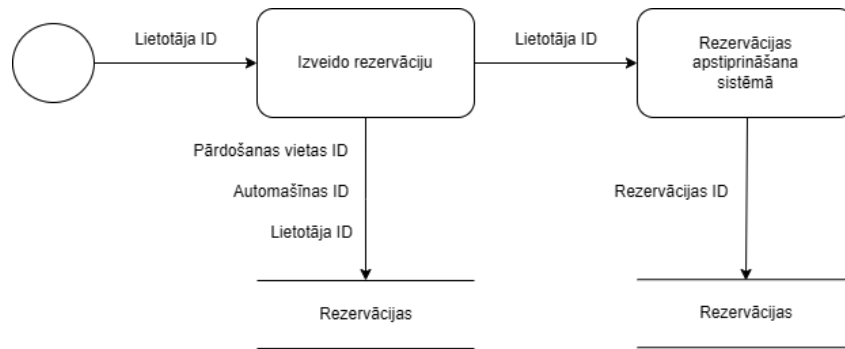 Lietotāja ID
Izveido rezervāciju
Lietotāja ID
Rezervācijas
apstiprināšana
sistēmā
Pārdošanas vietas ID
Automašīnas ID
Lietotāja ID
Rezervācijas ID
Rezervācijas
Rezervācijas